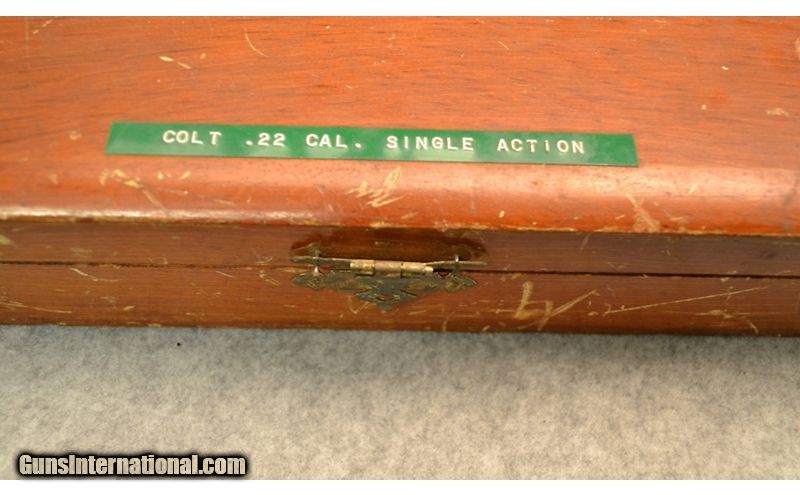 COLT .22 CAL. SINGLE ACTION
GunsInternational.com